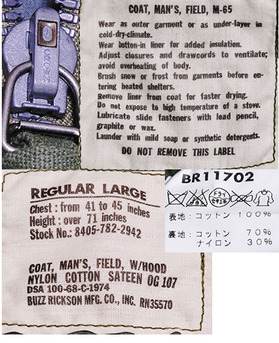 COAT, MAN'S, FIELD, M-65
Wear as outer garment or as under-layer in
cold-dry-climate.
Wear button-in liner for added insulation.
Adjust closures and drawcords to ventilate;
avoid overheating of body.
Brush snow or frost from garments before en-
tering heated shelters.
Remove liner from coat for faster drying.
Do not expose to high temperature of a stove.
Lubricate slide fasteners with lead pencil,
graphite or wax.
Launder with mild soap or synthetic detergents.
DO NOT REMOVE THIS LABEL
REGULAR LARGE
Chest: from 41 to 45 inches
Height: over 71 inches
Stock No.: 8405-782-2942
COAT, MAN'S, FIELD, W/HOOD
NYLON COTTON SATEEN OG 107
DSA 100-68-C-1974
BUZZ RICKSON MFG. CO., INC. RN35570
BR11702
表地：コットン 100％
裏地：コットン 70％
ナイロン 30％